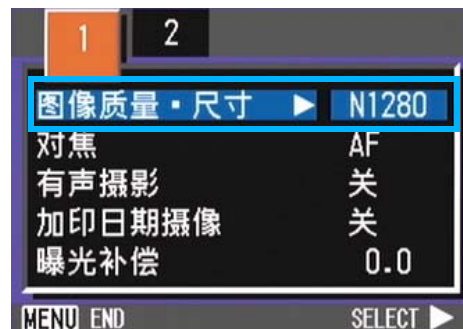 1 2
图像质量▪尺寸 ▶ N1280
对焦 AF
有声摄影 关
加印日期摄像 关
曝光补偿 0.0
MENU END SELECT ▶